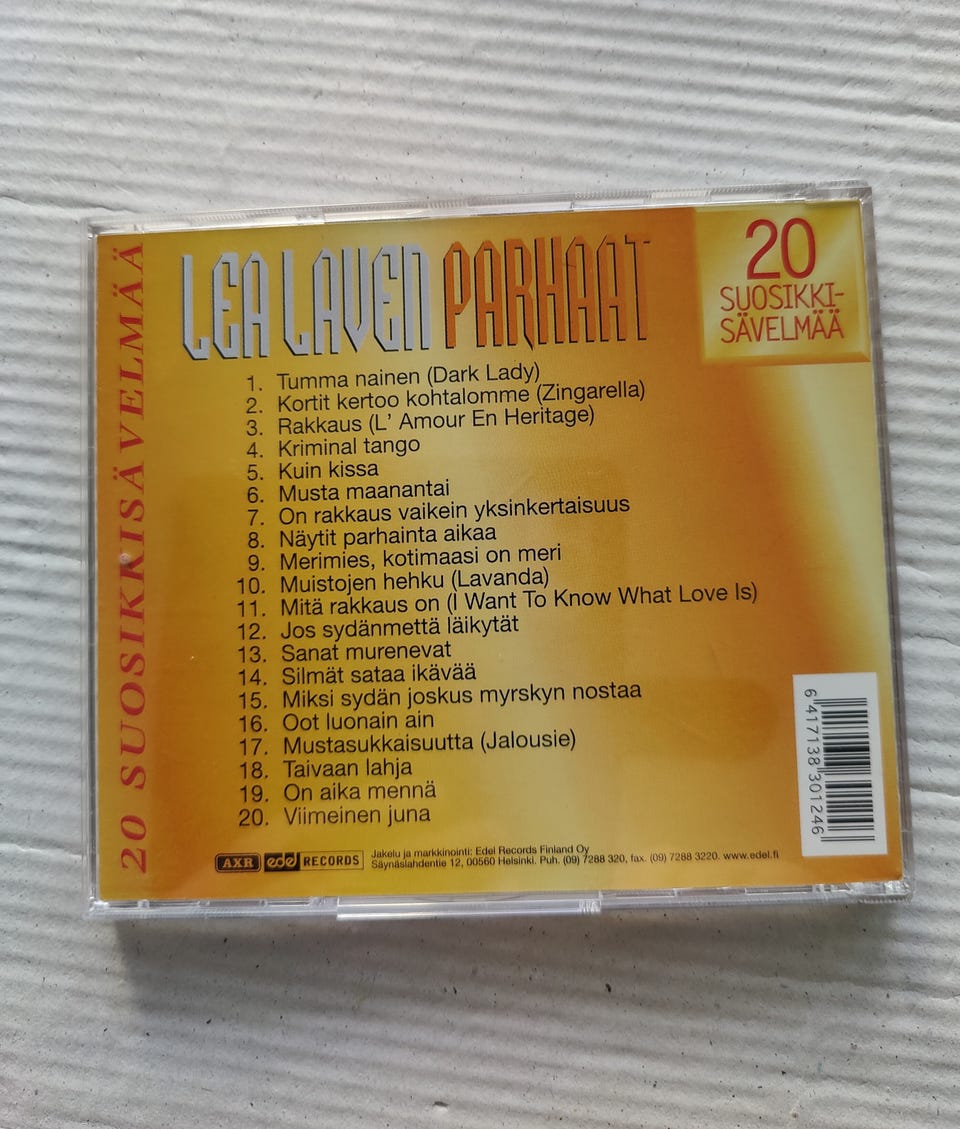 20 SUOSIKKISÄVELMÄÄ
LEA LAVEN PARHAAT
20
SUOSIKKI-
SÄVELMÄÄ
1. Tumma nainen (Dark Lady)
2. Kortit kertoo kohtalomme (Zingarella)
3. Rakkaus (L' Amour En Heritage)
4. Kriminal tango
5. Kuin kissa
6. Musta maanantai
7. On rakkaus vaikein yksinkertaisuus
8. Näytit parhainta aikaa
9. Merimies, kotimaasi on meri
10. Muistojen hehku (Lavanda)
11. Mitä rakkaus on (I Want To Know What Love Is)
12. Jos sydänmettä läikytät
13. Sanat murenevat
14. Silmät sataa ikävää
15. Miksi sydän joskus myrskyn nostaa
16. Oot luonain ain
17. Mustasukkaisuutta (Jalousie)
18. Taivaan lahja
19. On aika mennä
20. Viimeinen juna
6 417138 301246
AXR edel RECORDS
Jakelu ja markkinointi: Edel Records Finland Oy
Säynäslahdentie 12, 00560 Helsinki. Puh. (09) 7288 320, fax. (09) 7288 3220. www.edel.fi